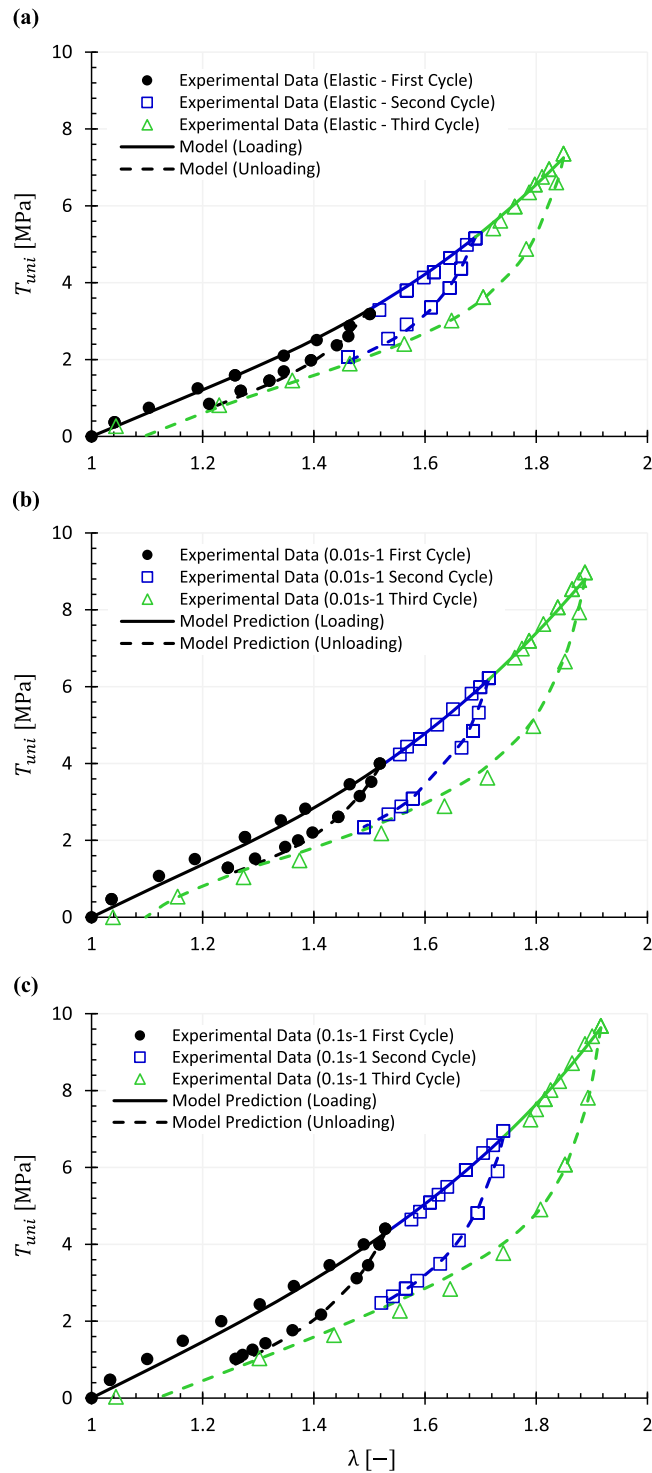 (a)
10
8
6
4
2
0
T_uni [MPa]
Experimental Data (Elastic - First Cycle)
Experimental Data (Elastic - Second Cycle)
Experimental Data (Elastic - Third Cycle)
Model (Loading)
Model (Unloading)
1 1.2 1.4 1.6 1.8 2
(b)
10
8
6
4
2
0
T_uni [MPa]
Experimental Data (0.01s-1 First Cycle)
Experimental Data (0.01s-1 Second Cycle)
Experimental Data (0.01s-1 Third Cycle)
Model Prediction (Loading)
Model Prediction (Unloading)
1 1.2 1.4 1.6 1.8 2
(c)
10
8
6
4
2
0
T_uni [MPa]
Experimental Data (0.1s-1 First Cycle)
Experimental Data (0.1s-1 Second Cycle)
Experimental Data (0.1s-1 Third Cycle)
Model Prediction (Loading)
Model Prediction (Unloading)
1 1.2 1.4 1.6 1.8 2
λ [−]